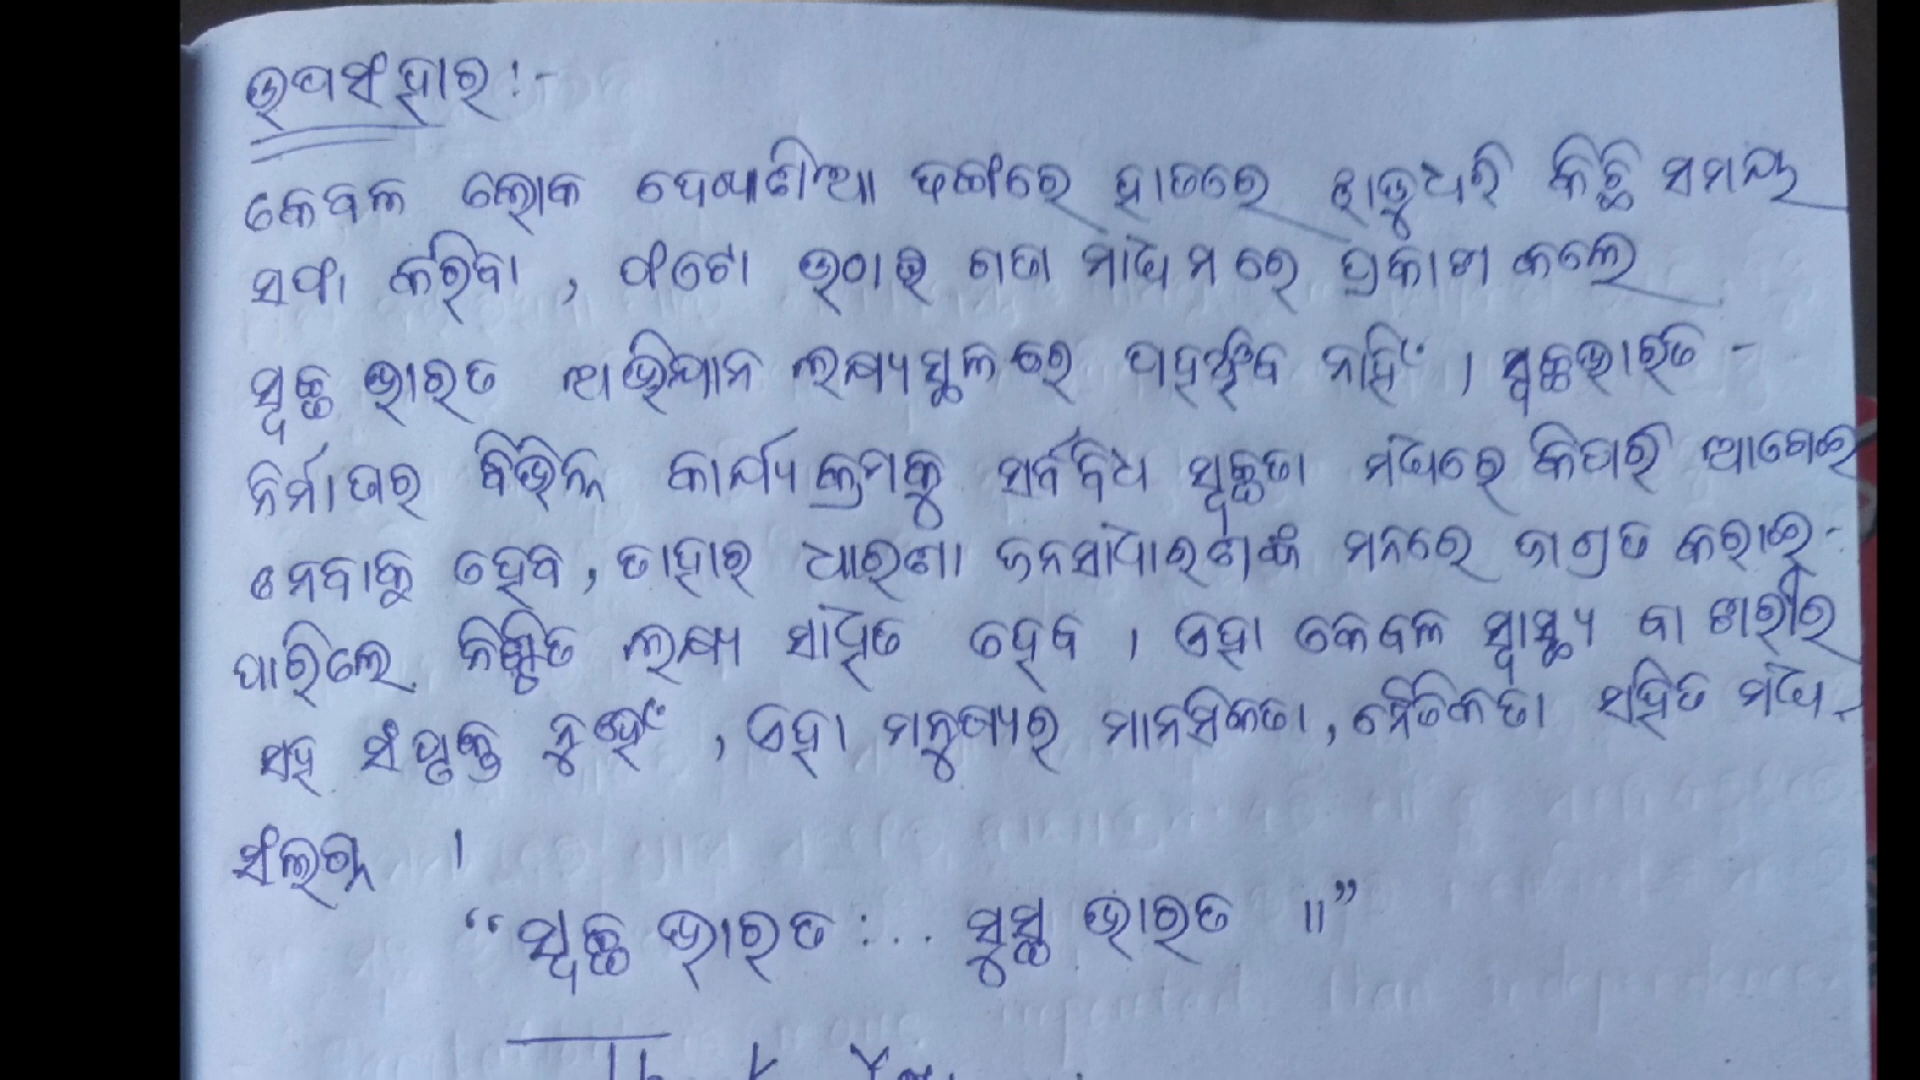 ଉପସଂହାର :-
କେବଳ ଲୋକ ଦେଖାଣିଆ ଢଙ୍ଗରେ ହାତରେ ଝାଡୁଧରି କିଛି ସମୟ
ସଫା କରିବା , ଫଟୋ ଉଠାଇ ଗଣ ମାଧ୍ୟମରେ ପ୍ରକାଶ କଲେ
ସ୍ୱଚ୍ଛ ଭାରତ ଅଭିଯାନ ଲକ୍ଷ୍ୟସ୍ଥଳରେ ପହଞ୍ଚିବ ନାହିଁ । ସ୍ୱଚ୍ଛଭାରତ -
ନିର୍ମାଣର ବିଭିନ୍ନ କାର୍ଯ୍ୟକ୍ରମକୁ ସର୍ବବିଧ ସ୍ୱଚ୍ଛତା ମଧ୍ୟରେ କିପରି ଆଗେଇ
ନେବାକୁ ହେବ , ତାହାର ଧାରଣା ଜନସାଧାରଣଙ୍କ ମନରେ ଜାଗ୍ରତ କରାଇ -
ପାରିଲେ ନିଶ୍ଚିତ ଲକ୍ଷ୍ୟ ସାଧିତ ହେବ । ଏହା କେବଳ ସ୍ୱାସ୍ଥ୍ୟ ବା ଶରୀର
ସହ ସଂପୃକ୍ତ ନୁହେଁ , ଏହା ମନୁଷ୍ୟର ମାନସିକତା , ନୈତିକତା ସହିତ ମଧ୍ୟ
ସଂଲଗ୍ନ ।
“ ସ୍ୱଚ୍ଛ ଭାରତ : . . . ସୁସ୍ଥ ଭାରତ ॥”